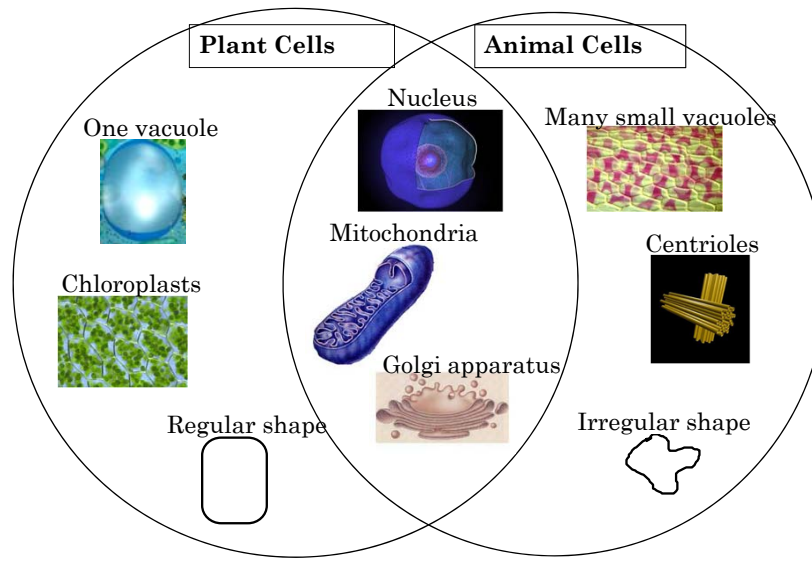 Plant Cells
Animal Cells
Nucleus
One vacuole
Many small vacuoles
Mitochondria
Centrioles
Chloroplasts
Golgi apparatus
Regular shape
Irregular shape